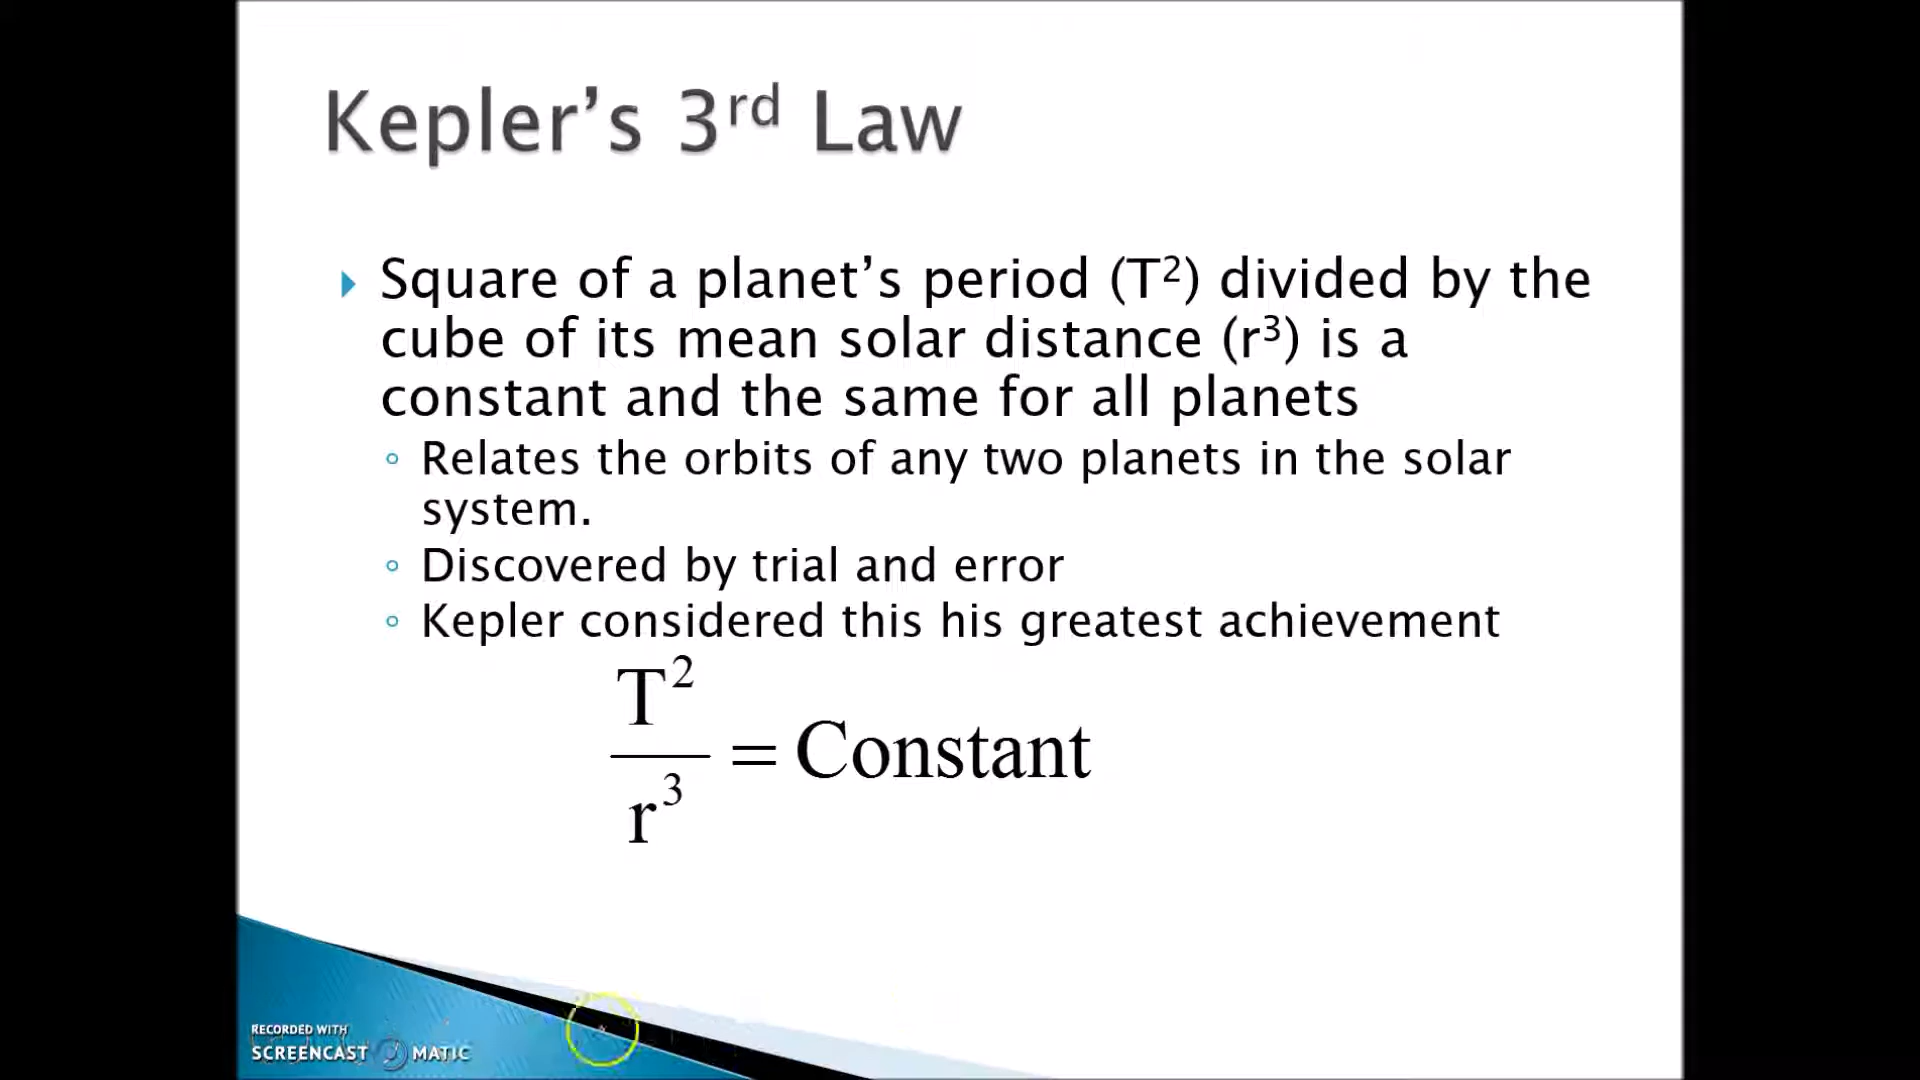 Kepler’s 3rd Law
Square of a planet’s period (T²) divided by the
cube of its mean solar distance (r³) is a
constant and the same for all planets
Relates the orbits of any two planets in the solar
system.
Discovered by trial and error
Kepler considered this his greatest achievement
T²
r³
= Constant
RECORDED WITH
SCREENCAST MATIC